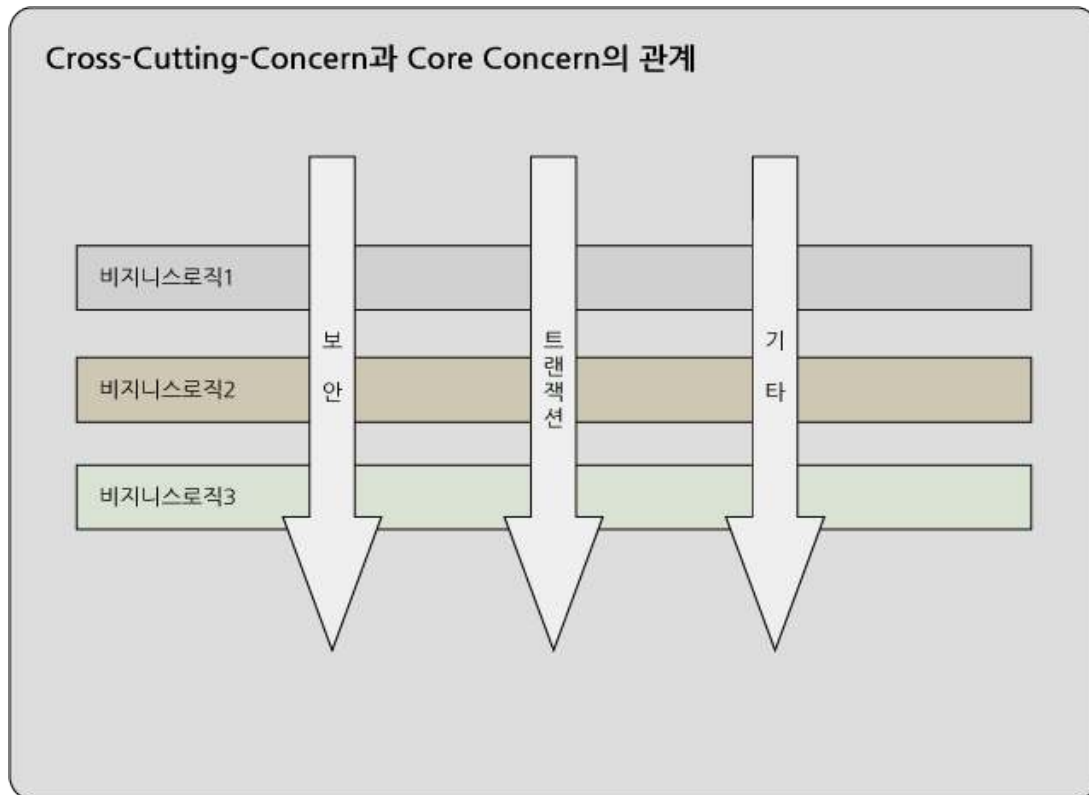 Cross-Cutting-Concern과 Core Concern의 관계
비지니스로직1
비지니스로직2
비지니스로직3
보안
트랜잭션
기타